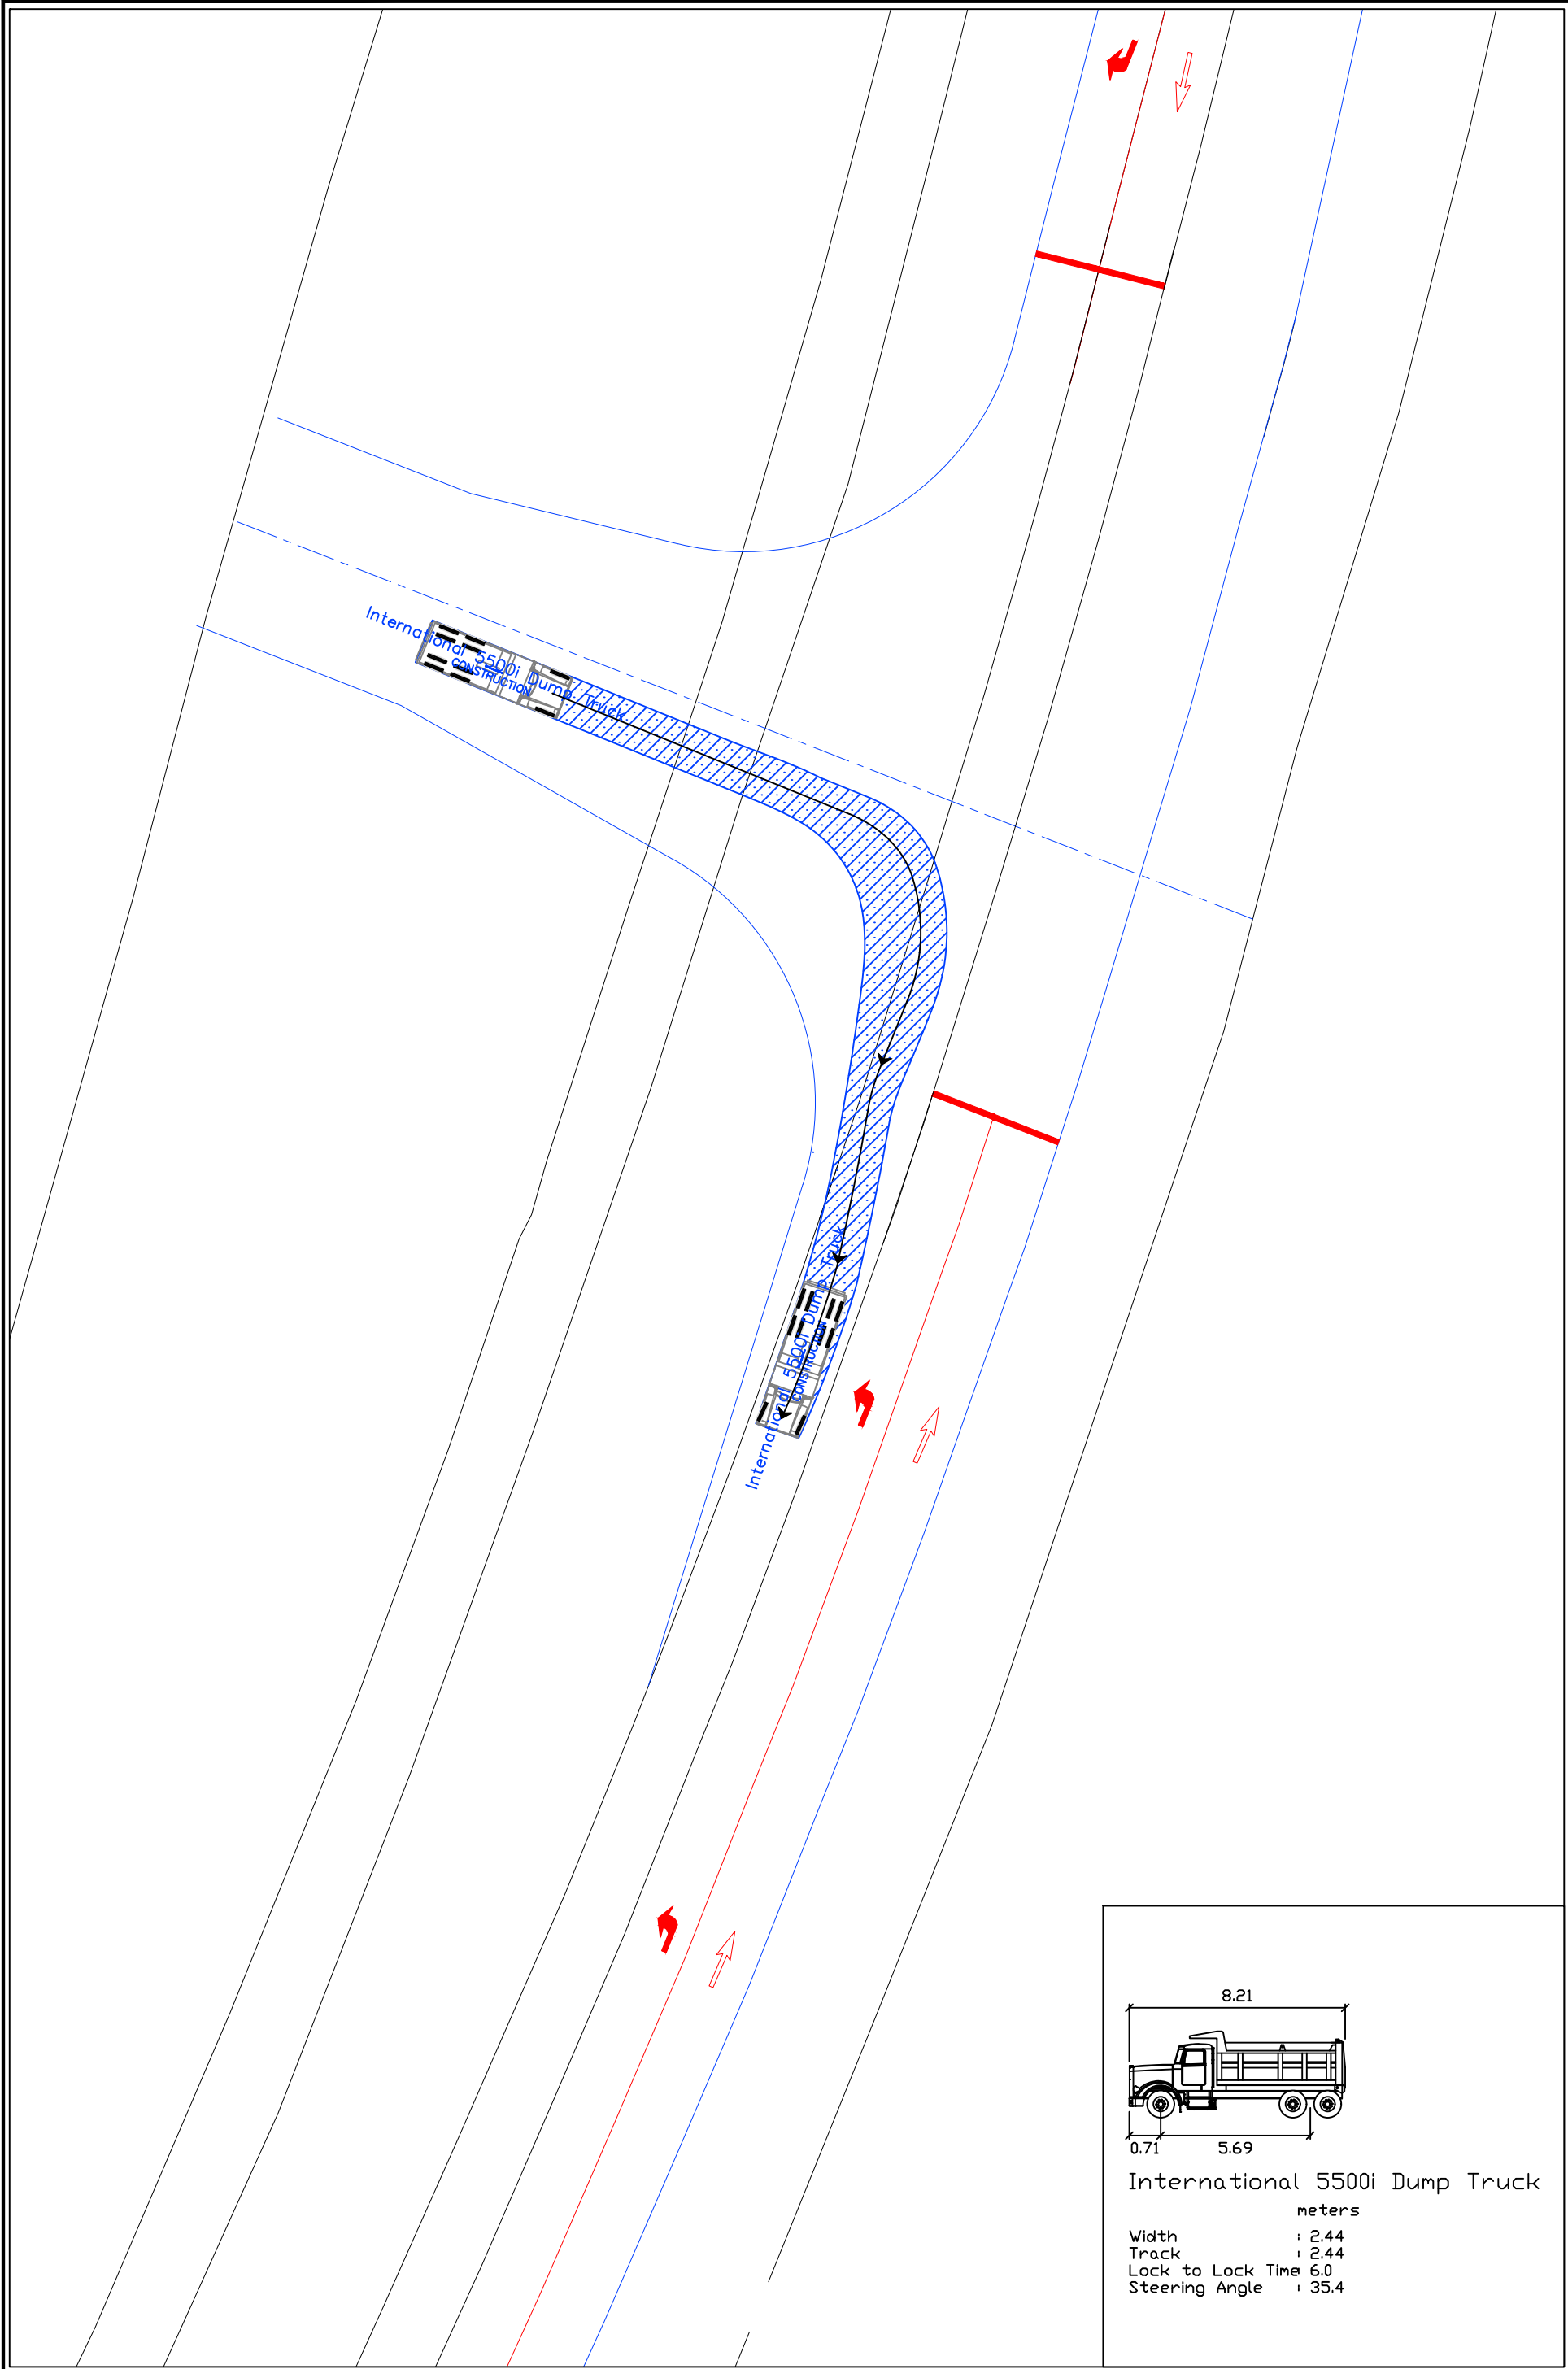 International 5500i Dump Truck
CONSTRUCTION
International 5500i Dump Truck
CONSTRUCTION
8.21
0.71 5.69
International 5500i Dump Truck
meters
Width : 2.44
Track : 2.44
Lock to Lock Time: 6.0
Steering Angle : 35.4